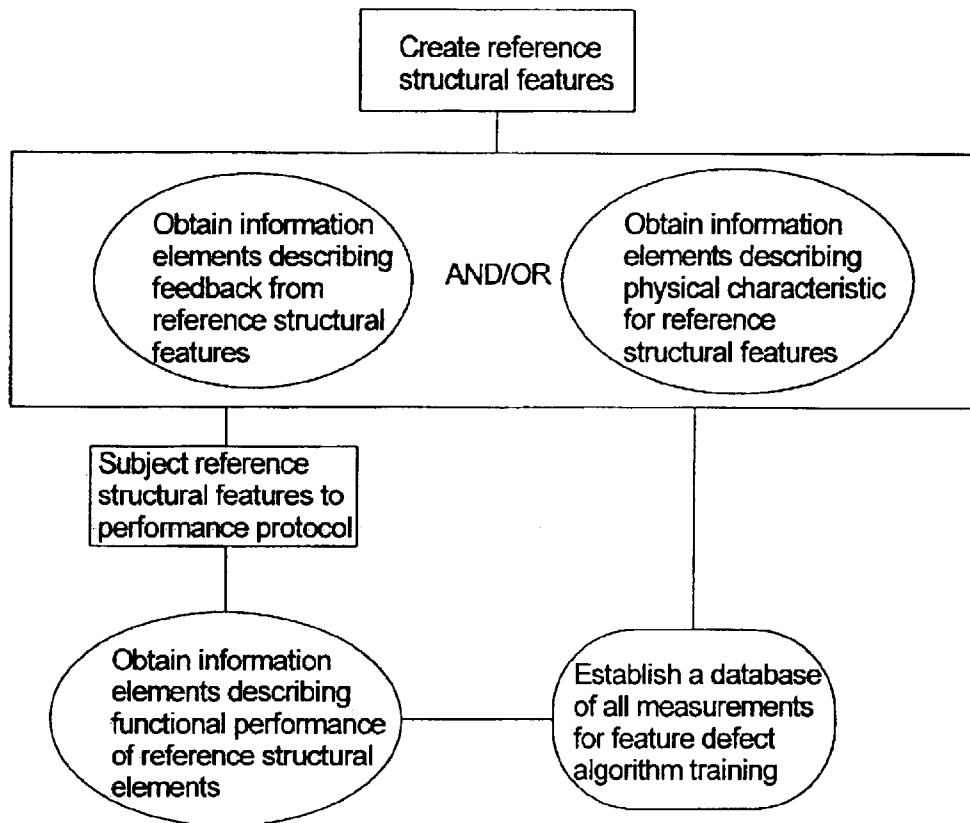 Create reference
structural features
Obtain information
elements describing
feedback from
reference structural
features
AND/OR
Obtain information
elements describing
physical characteristic
for reference
structural features
Subject reference
structural features to
performance protocol
Obtain information
elements describing
functional performance
of reference structural
elements
Establish a database
of all measurements
for feature defect
algorithm training